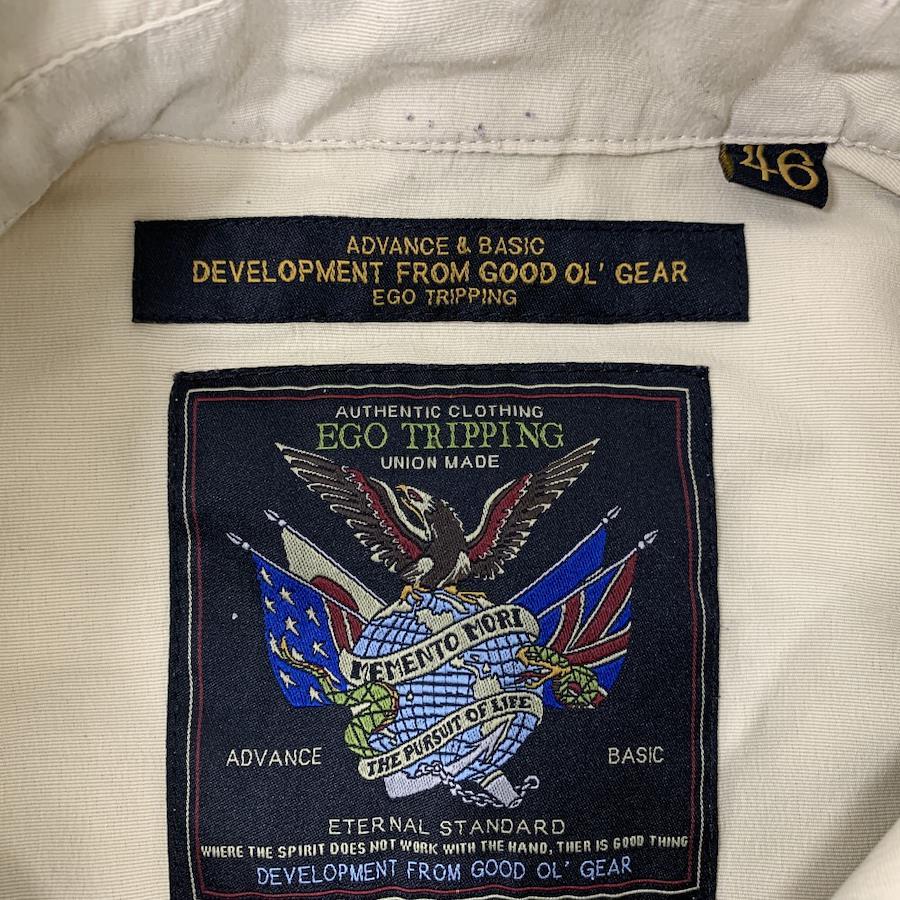 46
ADVANCE & BASIC
DEVELOPMENT FROM GOOD OL' GEAR
EGO TRIPPING
AUTHENTIC CLOTHING
EGO TRIPPING
UNION MADE
MEMENTO MORI
THE PURSUIT OF LIFE
ADVANCE
BASIC
ETERNAL STANDARD
WHERE THE SPIRIT DOES NOT WORK WITH THE HAND, THER IS GOOD THING
DEVELOPMENT FROM GOOD OL' GEAR